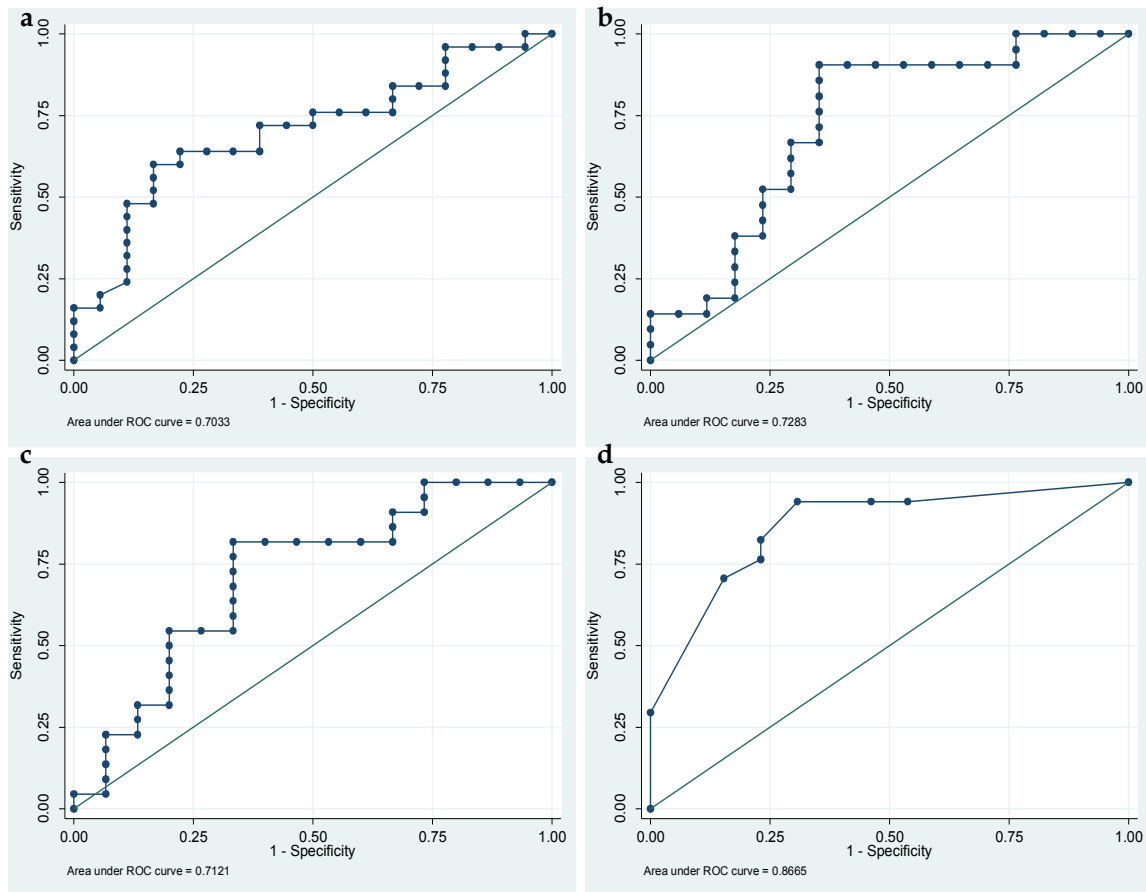 a
1.00
0.75
0.50
0.25
0.00
Sensitivity
0.00 0.25 0.50 0.75 1.00
1 - Specificity
Area under ROC curve = 0.7033
b
1.00
0.75
0.50
0.25
0.00
Sensitivity
0.00 0.25 0.50 0.75 1.00
1 - Specificity
Area under ROC curve = 0.7283
c
1.00
0.75
0.50
0.25
0.00
Sensitivity
0.00 0.25 0.50 0.75 1.00
1 - Specificity
Area under ROC curve = 0.7121
d
1.00
0.75
0.50
0.25
0.00
Sensitivity
0.00 0.25 0.50 0.75 1.00
1 - Specificity
Area under ROC curve = 0.8665